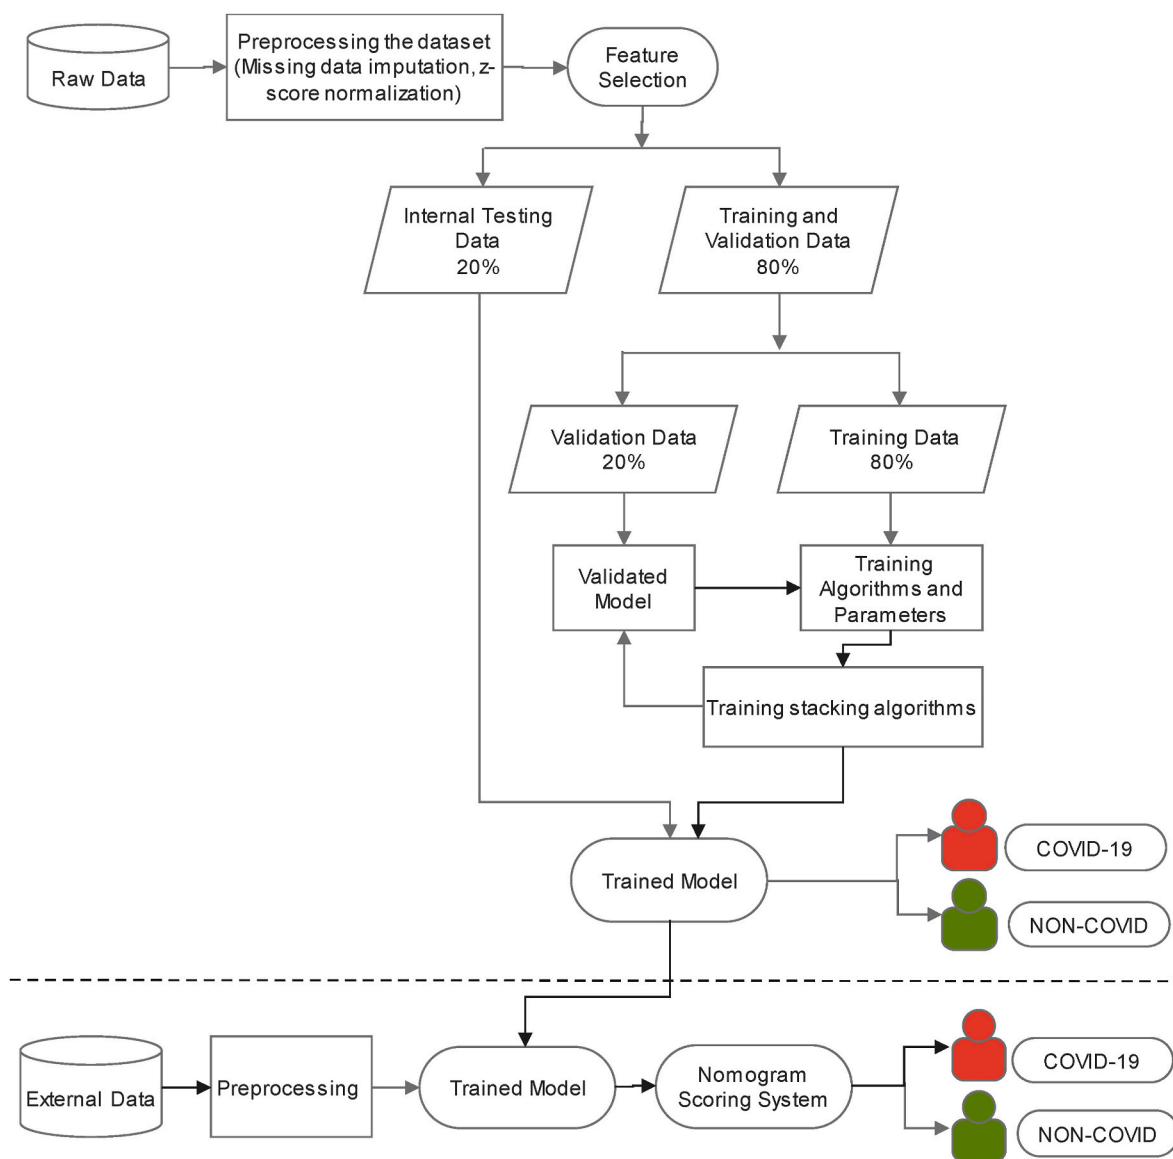 Raw Data
Preprocessing the dataset
(Missing data imputation, z-
score normalization)
Feature
Selection
Internal Testing
Data
20%
Training and
Validation Data
80%
Validation Data
20%
Training Data
80%
Validated
Model
Training
Algorithms and
Parameters
Training stacking algorithms
Trained Model
COVID-19
NON-COVID
External Data
Preprocessing
Trained Model
Nomogram
Scoring System
COVID-19
NON-COVID